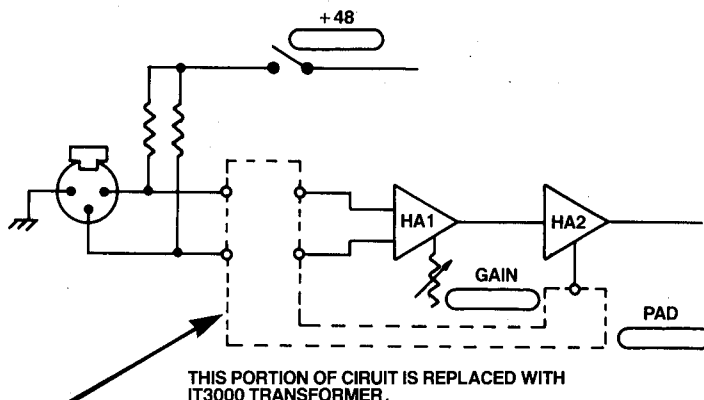 +48
HA1
HA2
GAIN
PAD
THIS PORTION OF CIRUIT IS REPLACED WITH
IT3000 TRANSFORMER.